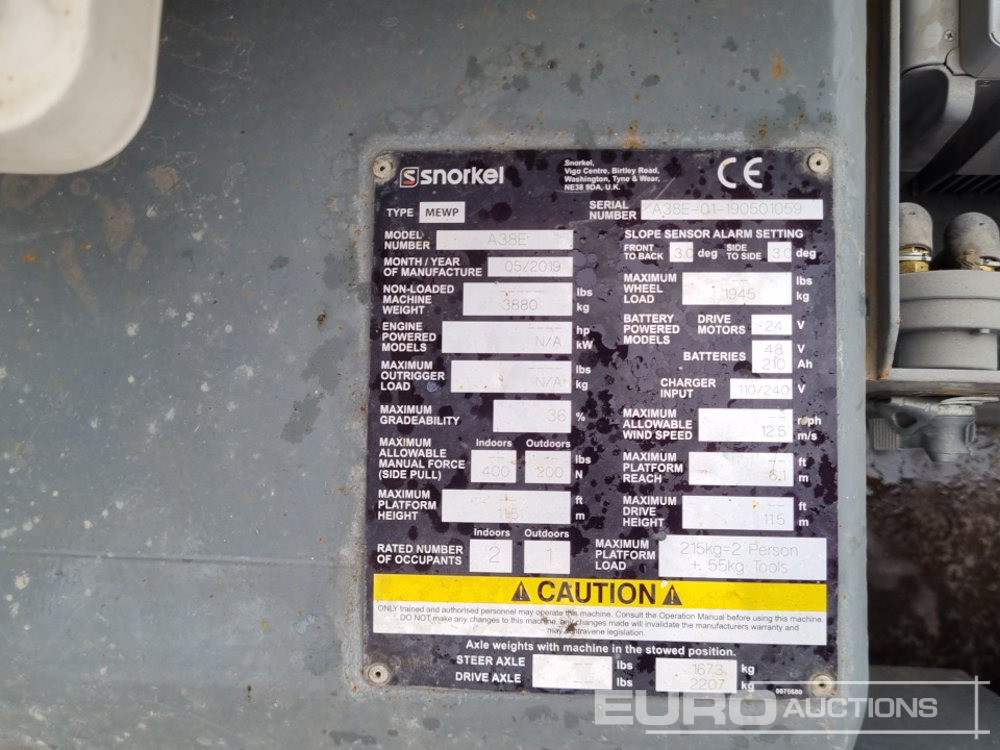 snorkel
Snorkel,
Vigo Centre, Birtley Road,
Washington, Tyne & Wear,
NE38 9DA, U.K.
CE
TYPE MEWP
SERIAL NUMBER A38E-01-190501059
MODEL NUMBER A38E
SLOPE SENSOR ALARM SETTING
FRONT TO BACK 3.0 deg SIDE TO SIDE 3.0 deg
MONTH / YEAR OF MANUFACTURE 05/2019
NON-LOADED MACHINE WEIGHT --- lbs
3880 kg
MAXIMUM WHEEL LOAD --- lbs
1945 kg
ENGINE POWERED MODELS --- hp
N/A kW
BATTERY POWERED MODELS
DRIVE MOTORS 24 V
BATTERIES 48 V
210 Ah
MAXIMUM OUTRIGGER LOAD --- lbs
N/A kg
CHARGER INPUT 110/240 V
MAXIMUM GRADEABILITY 36 %
MAXIMUM ALLOWABLE WIND SPEED -- mph
12.5 m/s
MAXIMUM ALLOWABLE MANUAL FORCE (SIDE PULL)
Indoors Outdoors
--- --- lbs
400 200 N
MAXIMUM PLATFORM REACH -- ft
6.1 m
MAXIMUM PLATFORM HEIGHT -- ft
11.5 m
MAXIMUM DRIVE HEIGHT -- ft
11.5 m
Indoors Outdoors
RATED NUMBER OF OCCUPANTS 2 1
MAXIMUM PLATFORM LOAD 215kg=2 Person
+ 55kg Tools
CAUTION
ONLY trained and authorised personnel may operate this machine. Consult the Operation Manual before using this machine.
DO NOT make any changes to this machine, any changes made will invalidate the manufacturers warranty and
may contravene legislation.
Axle weights with machine in the stowed position.
STEER AXLE --- lbs 1673 kg
DRIVE AXLE --- lbs 2207 kg
0075680
EURO AUCTIONS